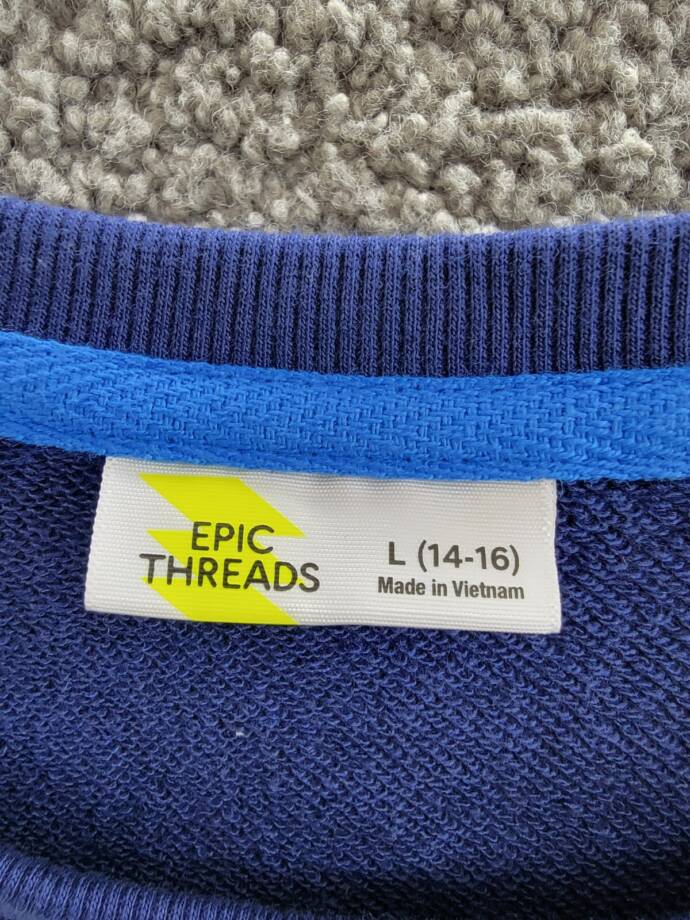 EPIC
THREADS
L (14-16)
Made in Vietnam